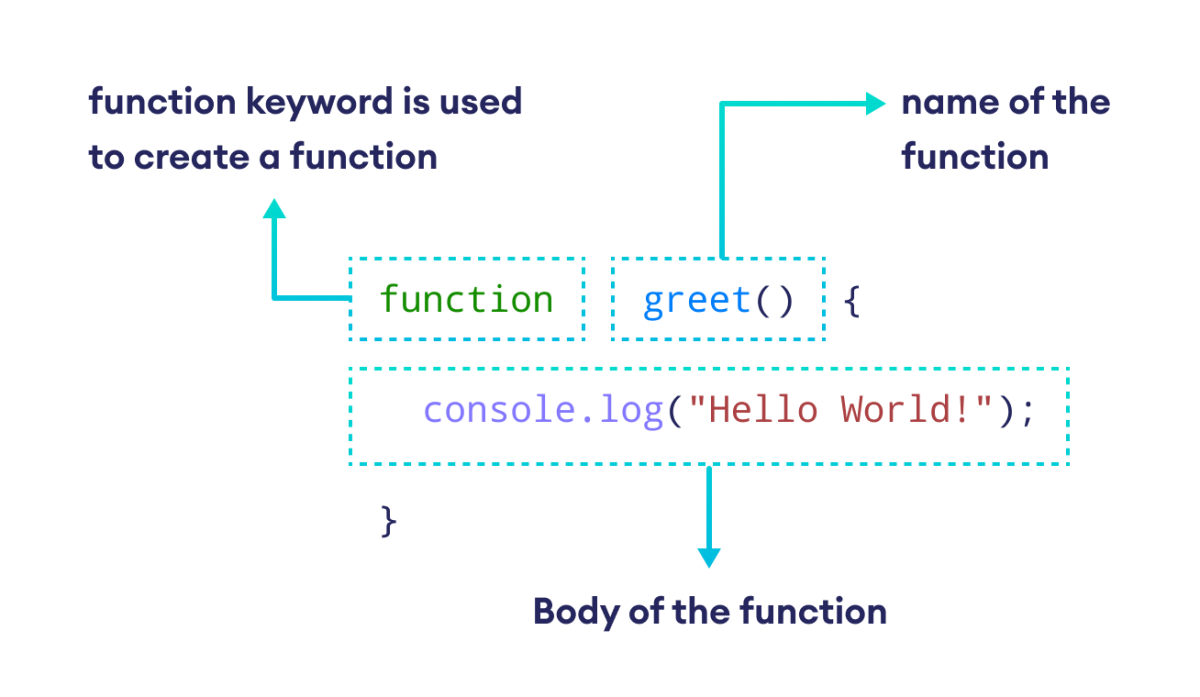 function keyword is used
to create a function
name of the
function
function greet() {
console.log("Hello World!");
}
Body of the function